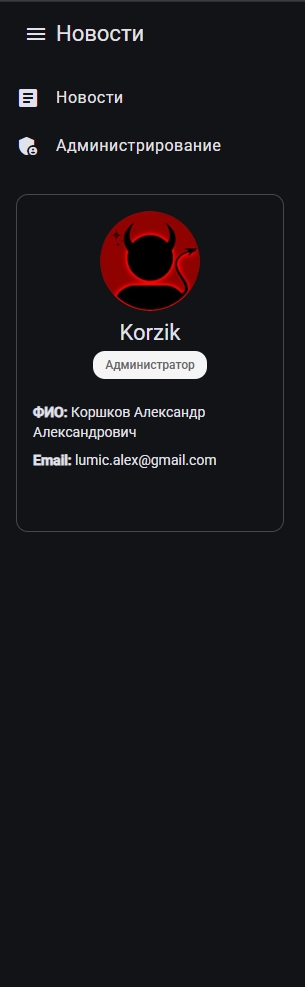 Новости
Новости
Администрирование
Korzik
Администратор
ФИО: Коршков Александр
Александрович
Email: lumic.alex@gmail.com